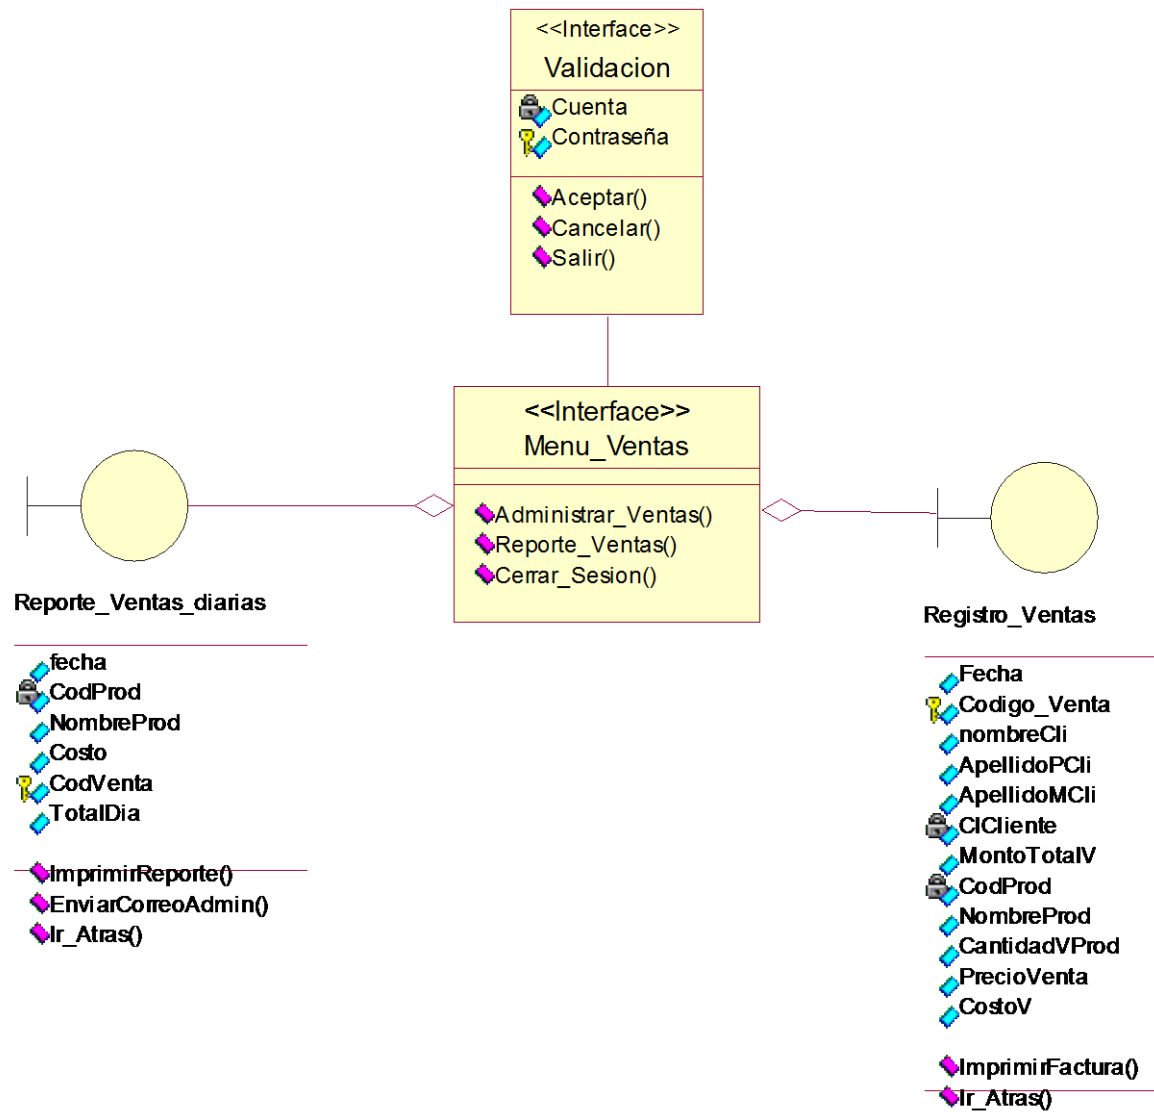 <<Interface>>
Validacion
Cuenta
Contraseña
Aceptar()
Cancelar()
Salir()
<<Interface>>
Menu_Ventas
Administrar_Ventas()
Reporte_Ventas()
Cerrar_Sesion()
Reporte_Ventas_diarias
fecha
CodProd
NombreProd
Costo
CodVenta
TotalDia
ImprimirReporte()
EnviarCorreoAdmin()
Ir_Atras()
Registro_Ventas
Fecha
Codigo_Venta
nombreCli
ApellidoPCli
ApellidoMCli
CICliente
MontoTotalV
CodProd
NombreProd
CantidadVProd
PrecioVenta
CostoV
ImprimirFactura()
Ir_Atras()